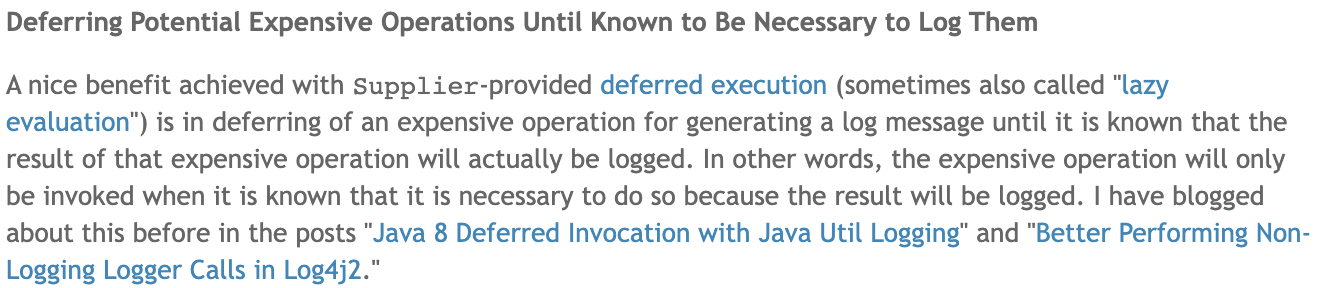 Deferring Potential Expensive Operations Until Known to Be Necessary to Log Them
A nice benefit achieved with Supplier-provided deferred execution (sometimes also called "lazy
evaluation") is in deferring of an expensive operation for generating a log message until it is known that the
result of that expensive operation will actually be logged. In other words, the expensive operation will only
be invoked when it is known that it is necessary to do so because the result will be logged. I have blogged
about this before in the posts "Java 8 Deferred Invocation with Java Util Logging" and "Better Performing Non-
Logging Logger Calls in Log4j2."